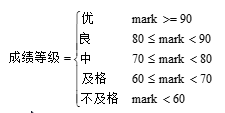 优 mark >= 90
良 80 ≤ mark < 90
成绩等级 = 中 70 ≤ mark < 80
及格 60 ≤ mark < 70
不及格 mark < 60